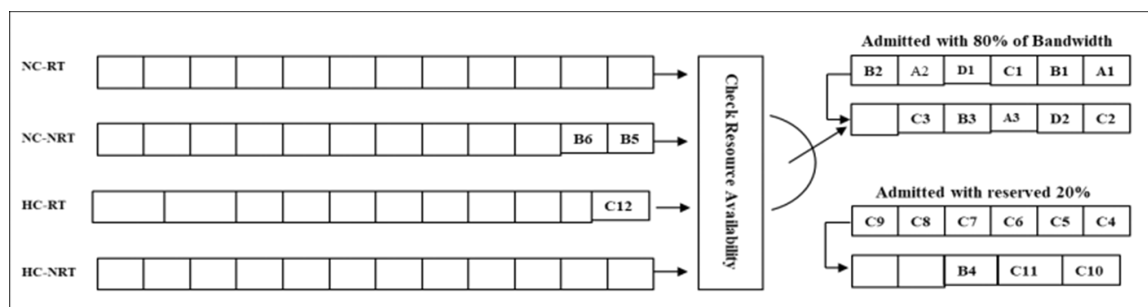 Admitted with 80% of Bandwidth
NC-RT
B2 A2 D1 C1 B1 A1
C3 B3 A3 D2 C2
NC-NRT
B6 B5
Check Resource Availability
Admitted with reserved 20%
HC-RT
C12
C9 C8 C7 C6 C5 C4
HC-NRT
B4 C11 C10